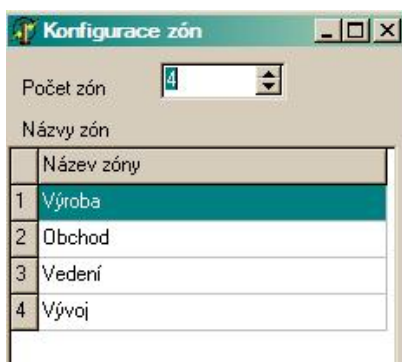 Konfigurace zón
Počet zón 4
Názvy zón
Název zóny
1 Výroba
2 Obchod
3 Vedení
4 Vývoj